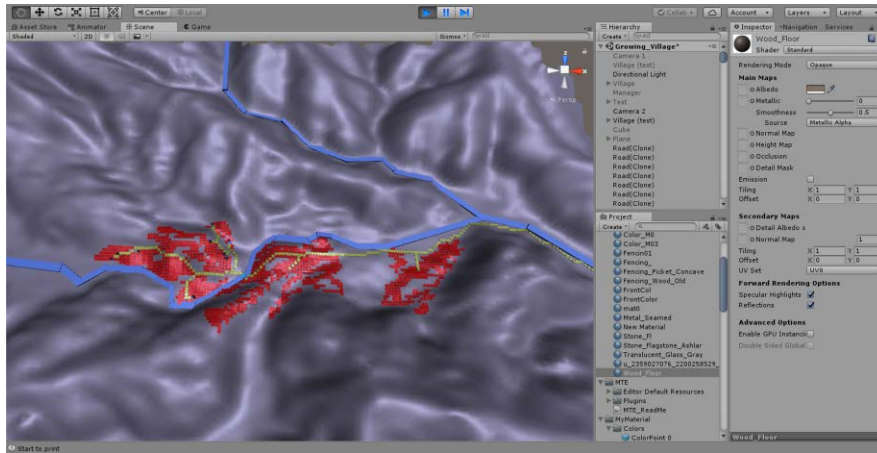 Center
Local
Collab
Account
Layers
Layout
Asset Store
Animator
Scene
Game
Shaded
2D
Gizmos
All
z
x
Persp
Hierarchy
Create
All
Growing_Village*
Camera 1
Village (test)
Directional Light
Village
Manager
Test
Camera 2
Village (test)
Cube
Plane
Road(Clone)
Road(Clone)
Road(Clone)
Road(Clone)
Road(Clone)
Road(Clone)
Road(Clone)
Project
Create
Color_M0
Color_M03
Fencin01
Fencing_
Fencing_Picket_Concave
Fencing_Wood_Old
FrontCol
FrontColor
mat0
Metal_Seamed
New Material
Stone_Fl
Stone_Flagstone_Ashlar
Translucent_Glass_Gray
u_2359027076_2200258529_
Wood_Floor
MTE
Editor Default Resources
Plugins
MTE_ReadMe
MyMaterial
Colors
ColorPoint 0
Inspector
Navigation
Services
Wood_Floor
Shader Standard
Rendering Mode Opaque
Main Maps
Albedo
Metallic 0
Smoothness 0.5
Source Metallic Alpha
Normal Map
Height Map
Occlusion
Detail Mask
Emission
Tiling X 1 Y 1
Offset X 0 Y 0
Secondary Maps
Detail Albedo x
Normal Map 1
Tiling X 1 Y 1
Offset X 0 Y 0
UV Set UV0
Forward Rendering Options
Specular Highlights
Reflections
Advanced Options
Enable GPU Instancin
Double Sided Global
Wood_Floor
Start to print